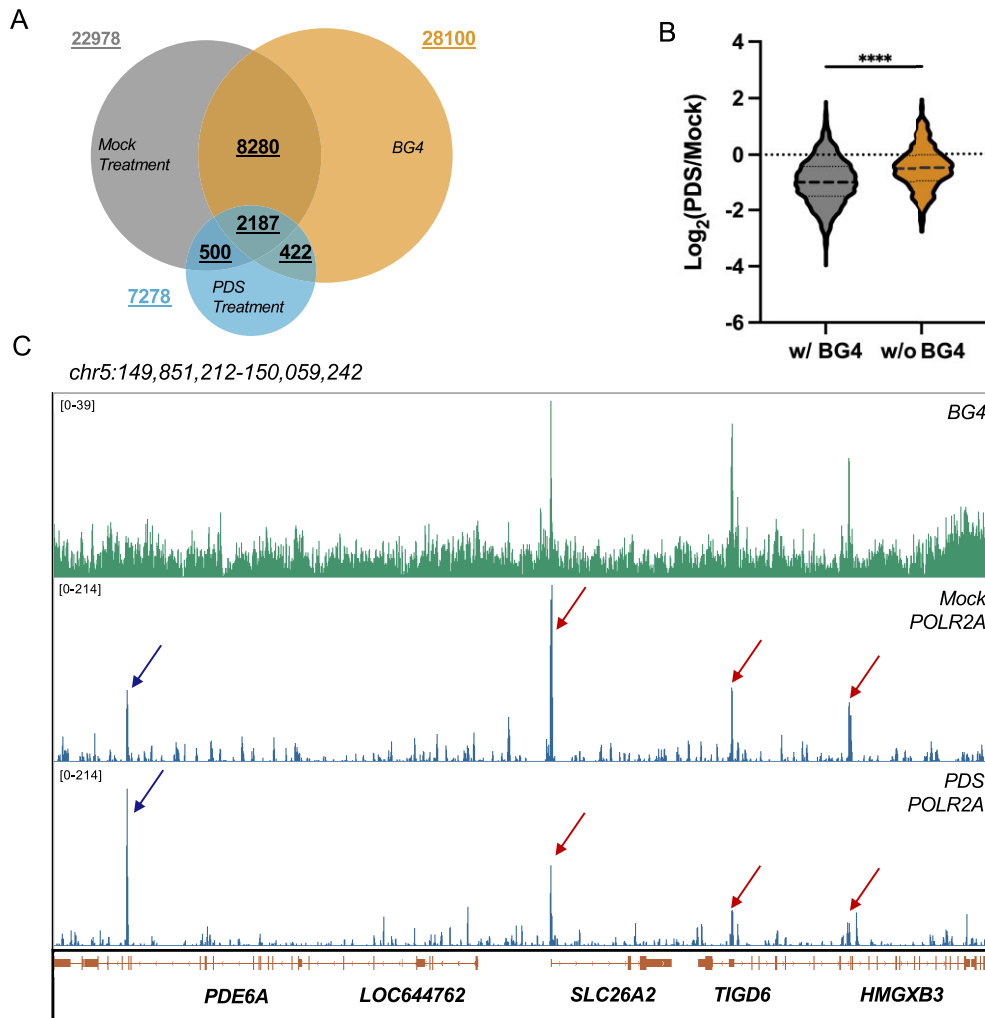 A
22978
28100
Mock
Treatment
8280
BG4
2187
500
422
7278
PDS
Treatment
B
4
2
0
-2
-4
-6
Log2(PDS/Mock)
****
w/ BG4
w/o BG4
C
chr5:149,851,212-150,059,242
[0-39]
BG4
[0-214]
Mock
POLR2A
[0-214]
PDS
POLR2A
PDE6A
LOC644762
SLC26A2
TIGD6
HMGXB3